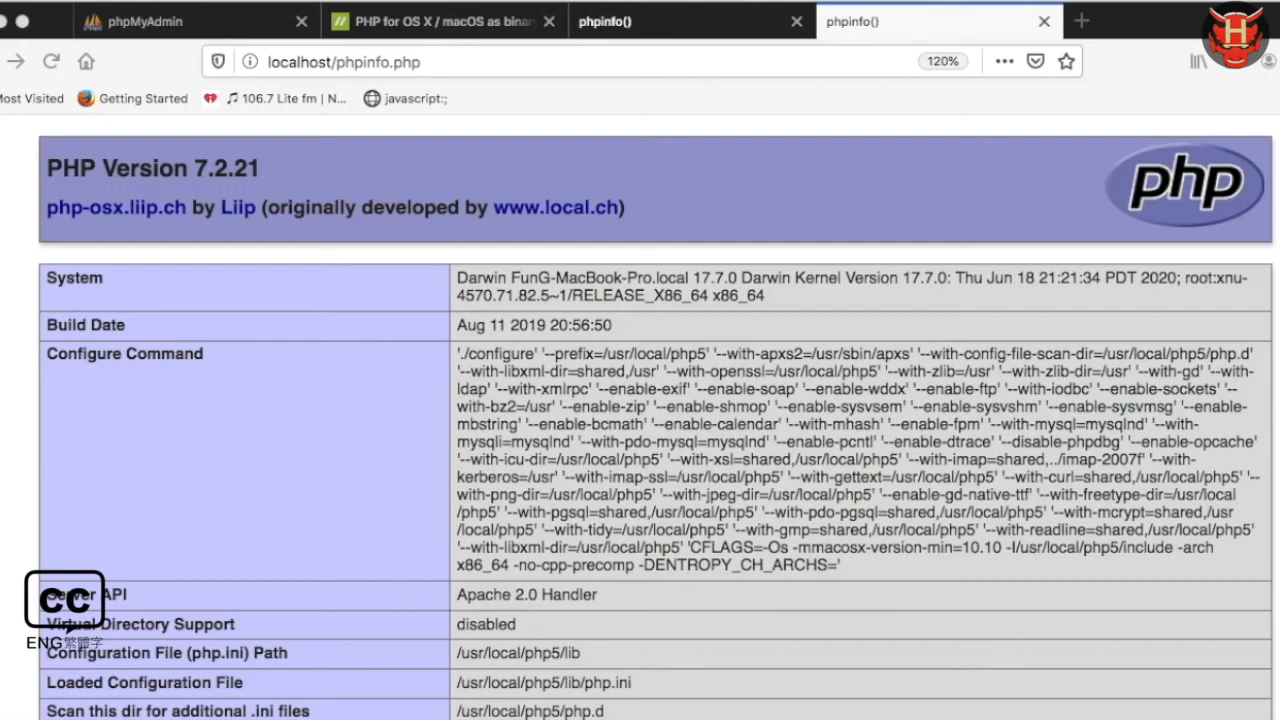 phpMyAdmin
PHP for OS X / macOS as binar
phpinfo()
phpinfo()
H
localhost/phpinfo.php
120%
Most Visited
Getting Started
106.7 Lite fm | N...
javascript:;
PHP Version 7.2.21
php
php-osx.liip.ch by Liip (originally developed by www.local.ch)
System
Darwin FunG-MacBook-Pro.local 17.7.0 Darwin Kernel Version 17.7.0: Thu Jun 18 21:21:34 PDT 2020; root:xnu-
4570.71.82.5~1/RELEASE_X86_64 x86_64
Build Date
Aug 11 2019 20:56:50
Configure Command
'./configure' '--prefix=/usr/local/php5' '--with-apxs2=/usr/sbin/apxs' '--with-config-file-scan-dir=/usr/local/php5/php.d'
'--with-libxml-dir=shared,/usr' '--with-openssl=/usr/local/php5' '--with-zlib=/usr' '--with-zlib-dir=/usr' '--with-gd' '--with-
ldap' '--with-xmlrpc' '--enable-exif' '--enable-soap' '--enable-wddx' '--enable-ftp' '--with-iodbc' '--enable-sockets' '--
with-bz2=/usr' '--enable-zip' '--enable-shmop' '--enable-sysvsem' '--enable-sysvshm' '--enable-sysvmsg' '--enable-
mbstring' '--enable-bcmath' '--enable-calendar' '--with-mhash' '--enable-fpm' '--with-mysql=mysqlnd' '--with-
mysqli=mysqlnd' '--with-pdo-mysql=mysqlnd' '--enable-pcntl' '--enable-dtrace' '--disable-phpdbg' '--enable-opcache'
'--with-icu-dir=/usr/local/php5' '--with-xsl=shared,/usr/local/php5' '--with-imap=shared,../imap-2007f' '--with-
kerberos=/usr' '--with-imap-ssl=/usr/local/php5' '--with-gettext=/usr/local/php5' '--with-curl=shared,/usr/local/php5' '--
with-png-dir=/usr/local/php5' '--with-jpeg-dir=/usr/local/php5' '--enable-gd-native-ttf' '--with-freetype-dir=/usr/local
/php5' '--with-pgsql=shared,/usr/local/php5' '--with-pdo-pgsql=shared,/usr/local/php5' '--with-mcrypt=shared,/usr
/local/php5' '--with-tidy=/usr/local/php5' '--with-gmp=shared,/usr/local/php5' '--with-readline=shared,/usr/local/php5'
'--with-libxml-dir=/usr/local/php5' 'CFLAGS=-Os -mmacosx-version-min=10.10 -I/usr/local/php5/include -arch
x86_64 -no-cpp-precomp -DENTROPY_CH_ARCHS='
Server API
Apache 2.0 Handler
CC
Virtual Directory Support
disabled
ENG繁體字
Configuration File (php.ini) Path
/usr/local/php5/lib
Loaded Configuration File
/usr/local/php5/lib/php.ini
Scan this dir for additional .ini files
/usr/local/php5/php.d